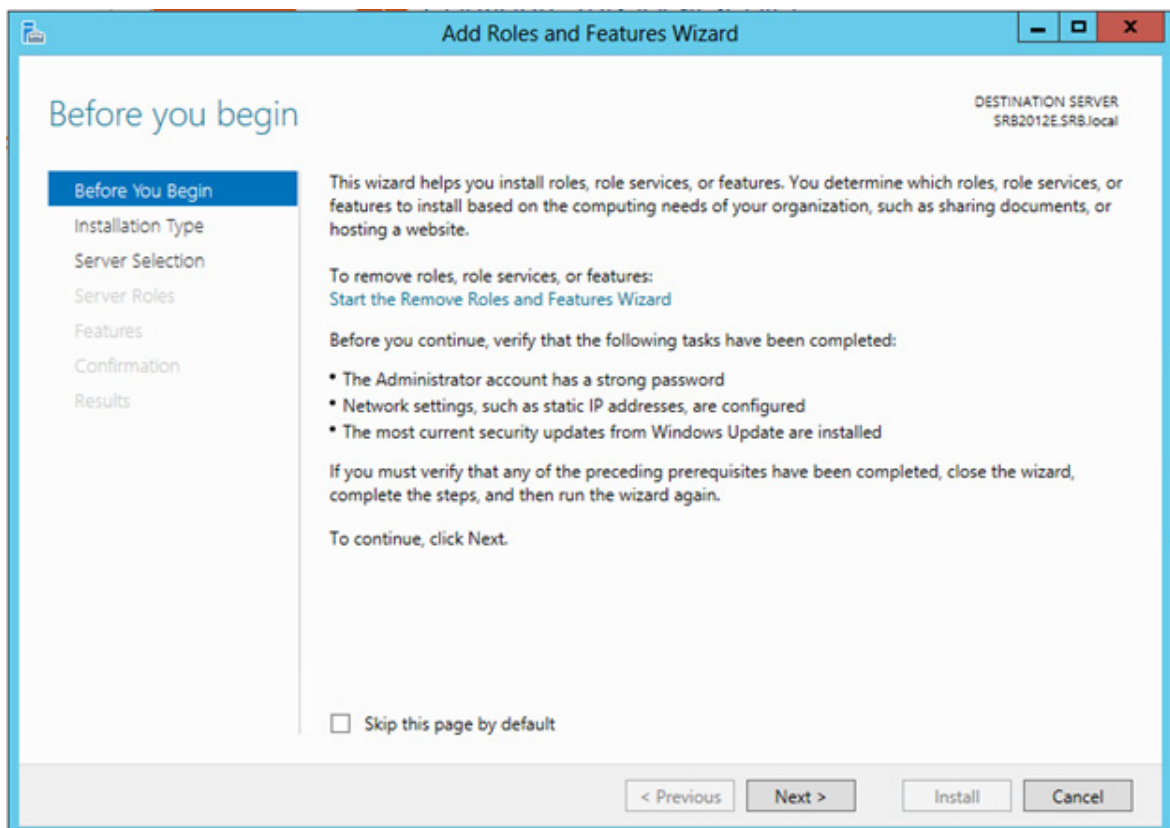 Add Roles and Features Wizard
Before you begin
DESTINATION SERVER
SRB2012E.SRB.local
Before You Begin
Installation Type
Server Selection
Server Roles
Features
Confirmation
Results
This wizard helps you install roles, role services, or features. You determine which roles, role services, or
features to install based on the computing needs of your organization, such as sharing documents, or
hosting a website.
To remove roles, role services, or features:
Start the Remove Roles and Features Wizard
Before you continue, verify that the following tasks have been completed:
• The Administrator account has a strong password
• Network settings, such as static IP addresses, are configured
• The most current security updates from Windows Update are installed
If you must verify that any of the preceding prerequisites have been completed, close the wizard,
complete the steps, and then run the wizard again.
To continue, click Next.
Skip this page by default
< Previous
Next >
Install
Cancel